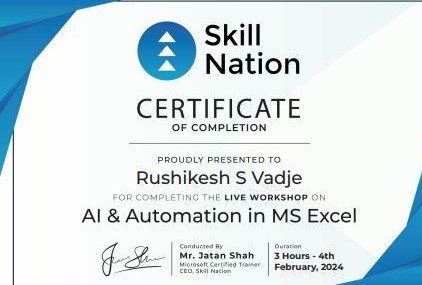 Skill
Nation
CERTIFICATE
OF COMPLETION
PROUDLY PRESENTED TO
Rushikesh S Vadje
FOR COMPLETING THE LIVE WORKSHOP ON
AI & Automation in MS Excel
Conducted By
Mr. Jatan Shah
Microsoft Certified Trainer
CEO, Skill Nation
Duration
3 Hours - 4th
February, 2024